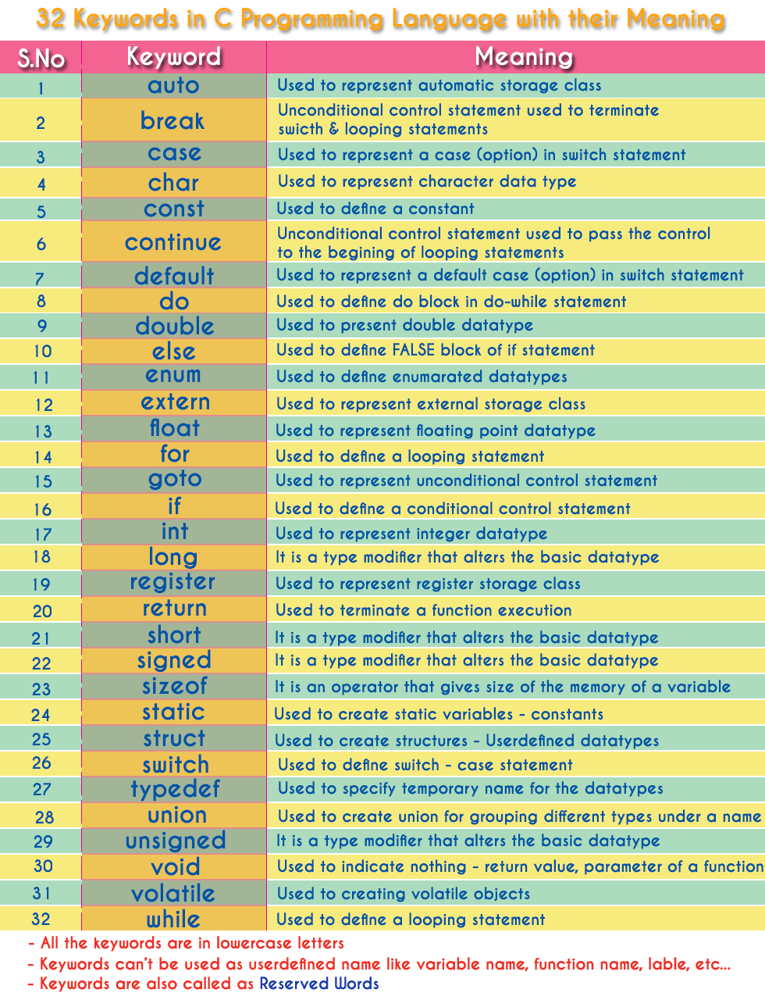 32 Keywords in C Programming Language with their Meaning
S.No Keyword Meaning
1 auto Used to represent automatic storage class
2 break Unconditional control statement used to terminate
swicth & looping statements
3 case Used to represent a case (option) in switch statement
4 char Used to represent character data type
5 const Used to define a constant
6 continue Unconditional control statement used to pass the control
to the begining of looping statements
7 default Used to represent a default case (option) in switch statement
8 do Used to define do block in do-while statement
9 double Used to present double datatype
10 else Used to define FALSE block of if statement
11 enum Used to define enumarated datatypes
12 extern Used to represent external storage class
13 float Used to represent floating point datatype
14 for Used to define a looping statement
15 goto Used to represent unconditional control statement
16 if Used to define a conditional control statement
17 int Used to represent integer datatype
18 long It is a type modifier that alters the basic datatype
19 register Used to represent register storage class
20 return Used to terminate a function execution
21 short It is a type modifier that alters the basic datatype
22 signed It is a type modifier that alters the basic datatype
23 sizeof It is an operator that gives size of the memory of a variable
24 static Used to create static variables - constants
25 struct Used to create structures - Userdefined datatypes
26 switch Used to define switch - case statement
27 typedef Used to specify temporary name for the datatypes
28 union Used to create union for grouping different types under a name
29 unsigned It is a type modifier that alters the basic datatype
30 void Used to indicate nothing - return value, parameter of a function
31 volatile Used to creating volatile objects
32 while Used to define a looping statement
- All the keywords are in lowercase letters
- Keywords can't be used as userdefined name like variable name, function name, lable, etc...
- Keywords are also called as Reserved Words